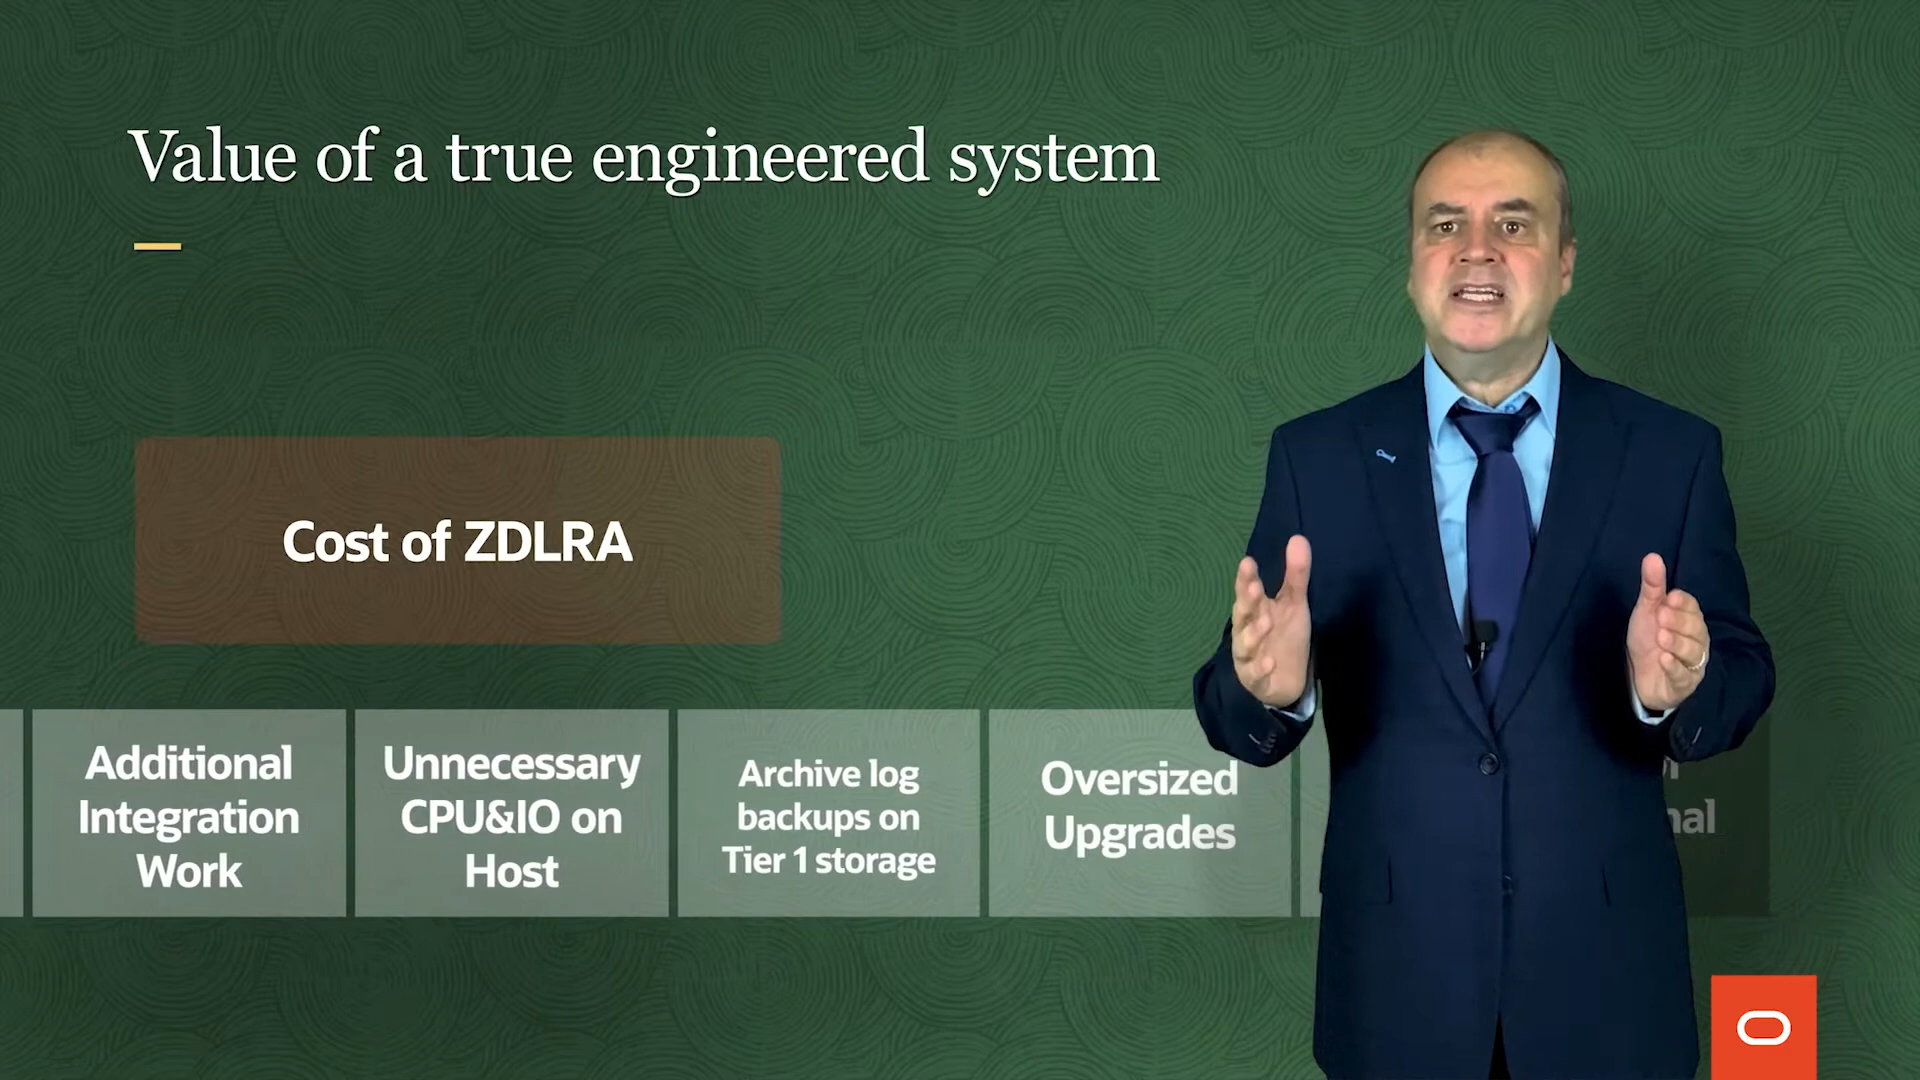 Value of a true engineered system
Cost of ZDLRA
Additional
Integration
Work
Unnecessary
CPU&IO on
Host
Archive log
backups on
Tier 1 storage
Oversized
Upgrades